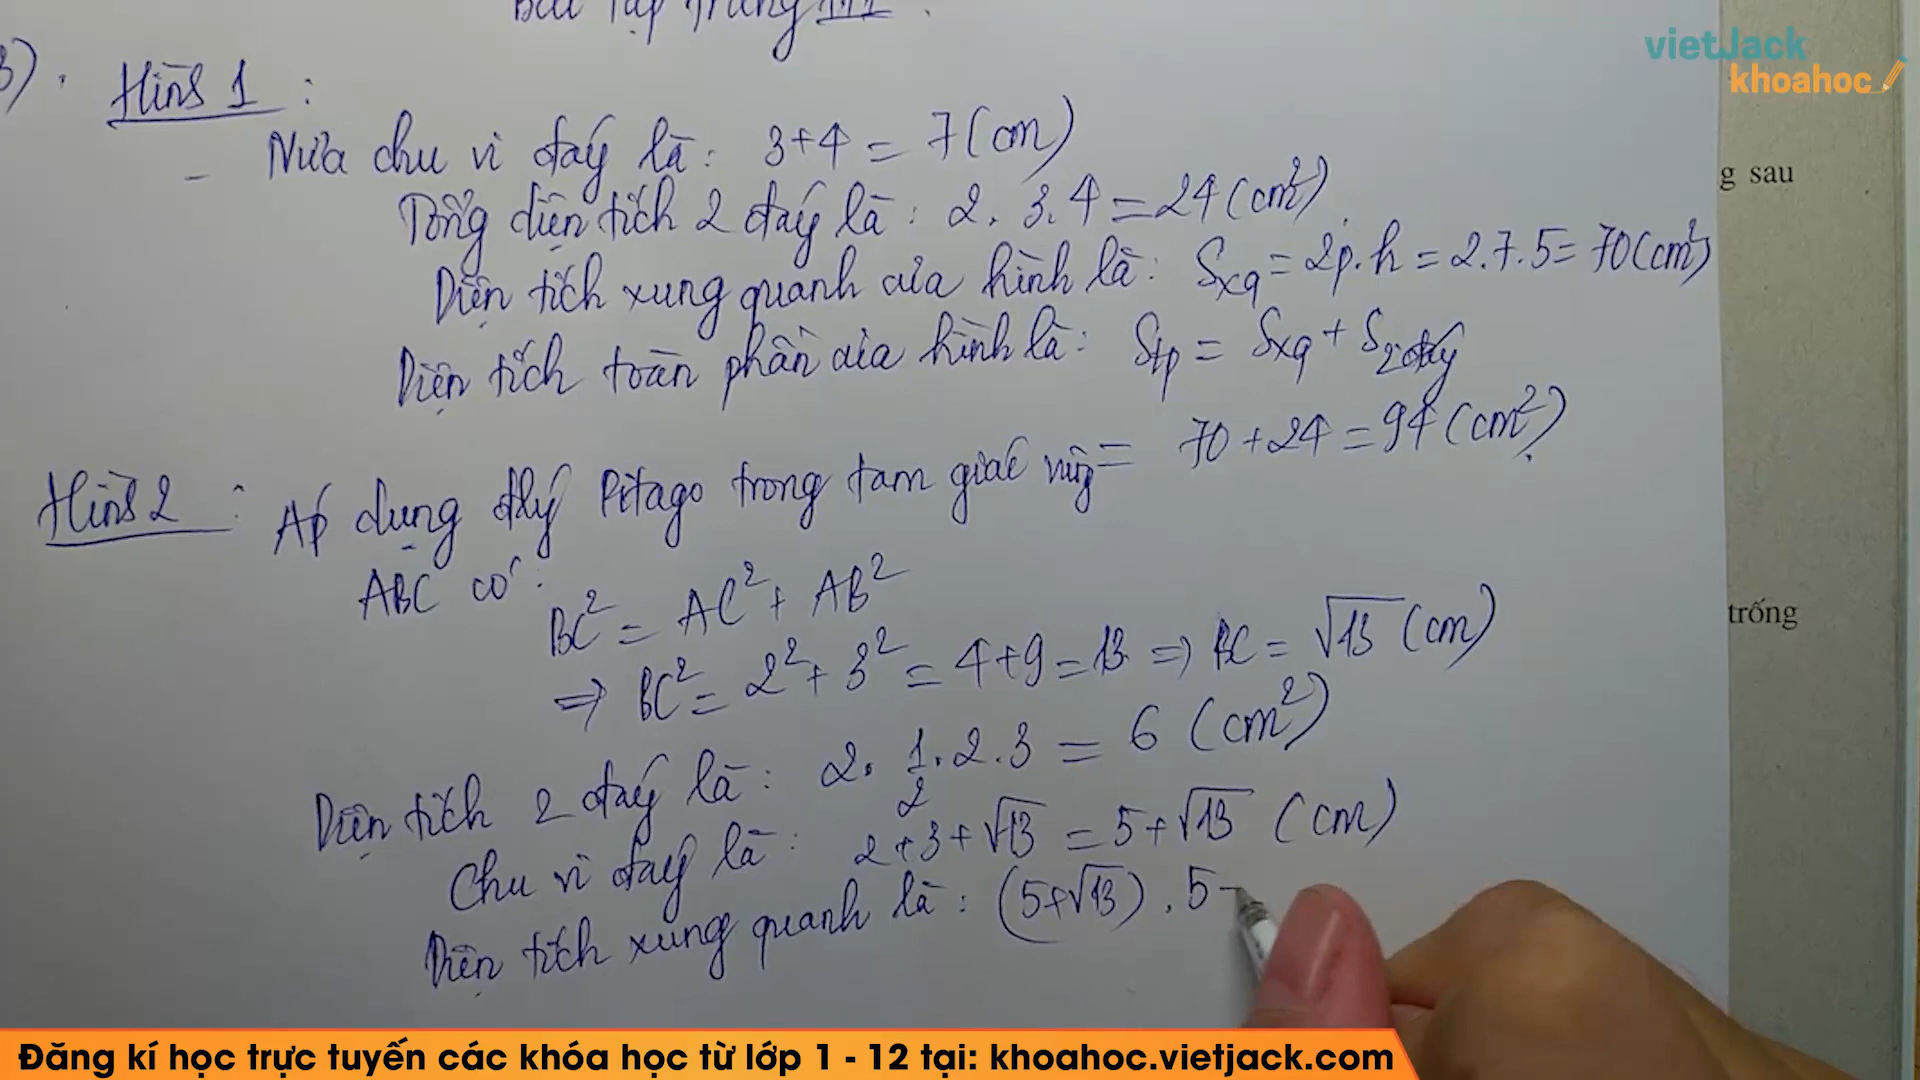 Bài tập trang 111.
vietJack
khoahoc
3). Hình 1:
- Nửa chu vi đáy là: 3+4 = 7(cm)
g sau
Tổng diện tích 2 đáy là: 2.3.4 = 24 (cm²)
Diện tích xung quanh của hình là: Sxq = 2p.h = 2.7.5 = 70 (cm²)
Diện tích toàn phần của hình là: Stp = Sxq + S2đáy
= 70 + 24 = 94 (cm²)
Hình 2: Áp dụng đlý Pitago trong tam giác vuông
ABC có:
BC² = AC² + AB²
trống
⇒ BC² = 2² + 3² = 4+9 = 13 ⇒ BC = √13 (cm)
Diện tích 2 đáy là: 2. 1/2 .2.3 = 6 (cm²)
Chu vi đáy là: 2+3+√13 = 5+√13 (cm)
Diện tích xung quanh là: (5+√13).5
Đăng kí học trực tuyến các khóa học từ lớp 1 - 12 tại: khoahoc.vietjack.com